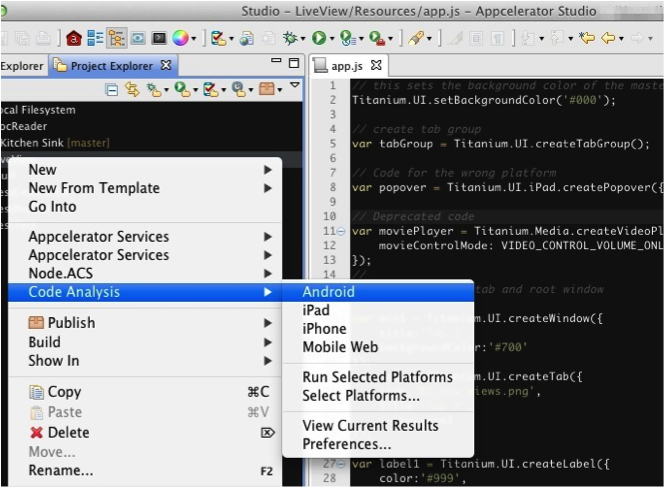 Studio – LiveView/Resources/app.js – Appcelerator Studio
Explorer
Project Explorer
app.js
ocal Filesystem
ocReader
Kitchen Sink [master]
New
New From Template
Go Into
Appcelerator Services
Appcelerator Services
Node.ACS
Code Analysis
Publish
Build
Show In
Copy ⌘C
Paste ⌘V
Delete
Move...
Rename... F2
Android
iPad
iPhone
Mobile Web
Run Selected Platforms
Select Platforms...
View Current Results
Preferences...
1 // this sets the background color of the maste
2 Titanium.UI.setBackgroundColor('#000');
3
4 // create tab group
5 var tabGroup = Titanium.UI.createTabGroup();
6
7 // Code for the wrong platform
8 var popover = Titanium.UI.iPad.createPopover({
9
10 // Deprecated code
11 var moviePlayer = Titanium.Media.createVideoPl
12 movieControlMode: VIDEO_CONTROL_VOLUME_ONL
13 });
14 //
tab and root window
Titanium.UI.createWindow({
'#700'
m.UI.createTab({
iews.png',
27 var label1 = Titanium.UI.createLabel({
28 color:'#999',